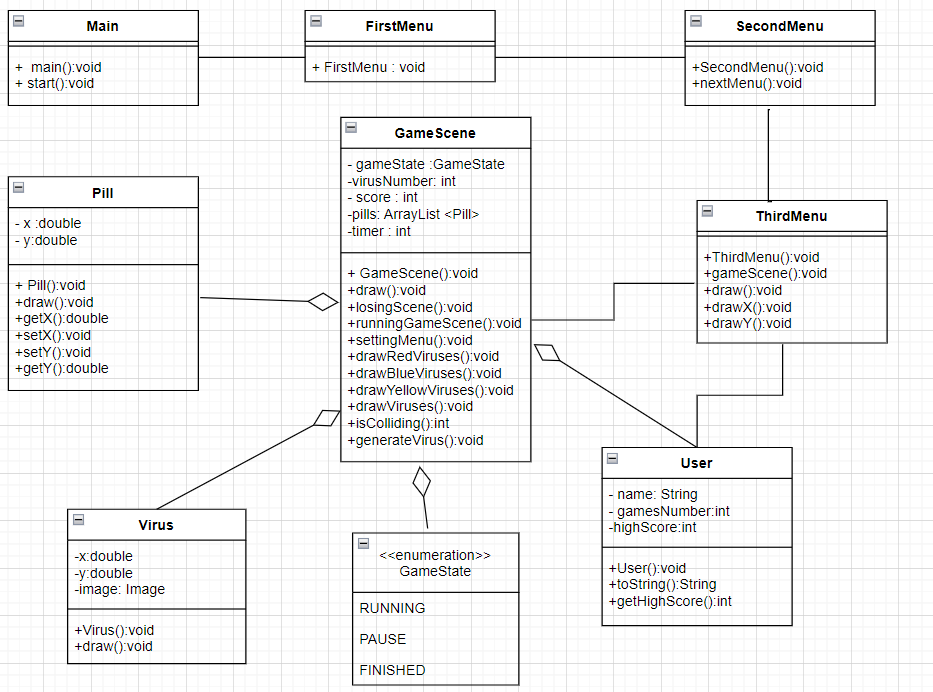 Main
+ main():void
+ start():void
FirstMenu
+ FirstMenu : void
SecondMenu
+SecondMenu():void
+nextMenu():void
GameScene
- gameState :GameState
-virusNumber: int
- score : int
-pills: ArrayList <Pill>
-timer : int
+ GameScene():void
+draw():void
+losingScene():void
+runningGameScene():void
+settingMenu():void
+drawRedViruses():void
+drawBlueViruses():void
+drawYellowViruses():void
+drawViruses():void
+isColliding():int
+generateVirus():void
Pill
- x :double
- y:double
+ Pill():void
+draw():void
+getX():double
+setX():void
+setY():void
+getY():double
ThirdMenu
+ThirdMenu():void
+gameScene():void
+draw():void
+drawX():void
+drawY():void
User
- name: String
- gamesNumber:int
-highScore:int
+User():void
+toString():String
+getHighScore():int
Virus
-x:double
-y:double
-image: Image
+Virus():void
+draw():void
<<enumeration>>
GameState
RUNNING
PAUSE
FINISHED